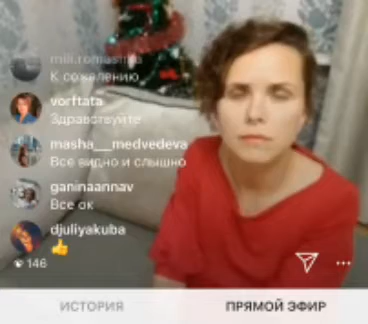 К сожалению
vorftata
Здравствуйте
masha__medvedeva
Все видно и слышно
ganinaannav
Все ок
djuliyakuba
👍
146
ИСТОРИЯ
ПРЯМОЙ ЭФИР